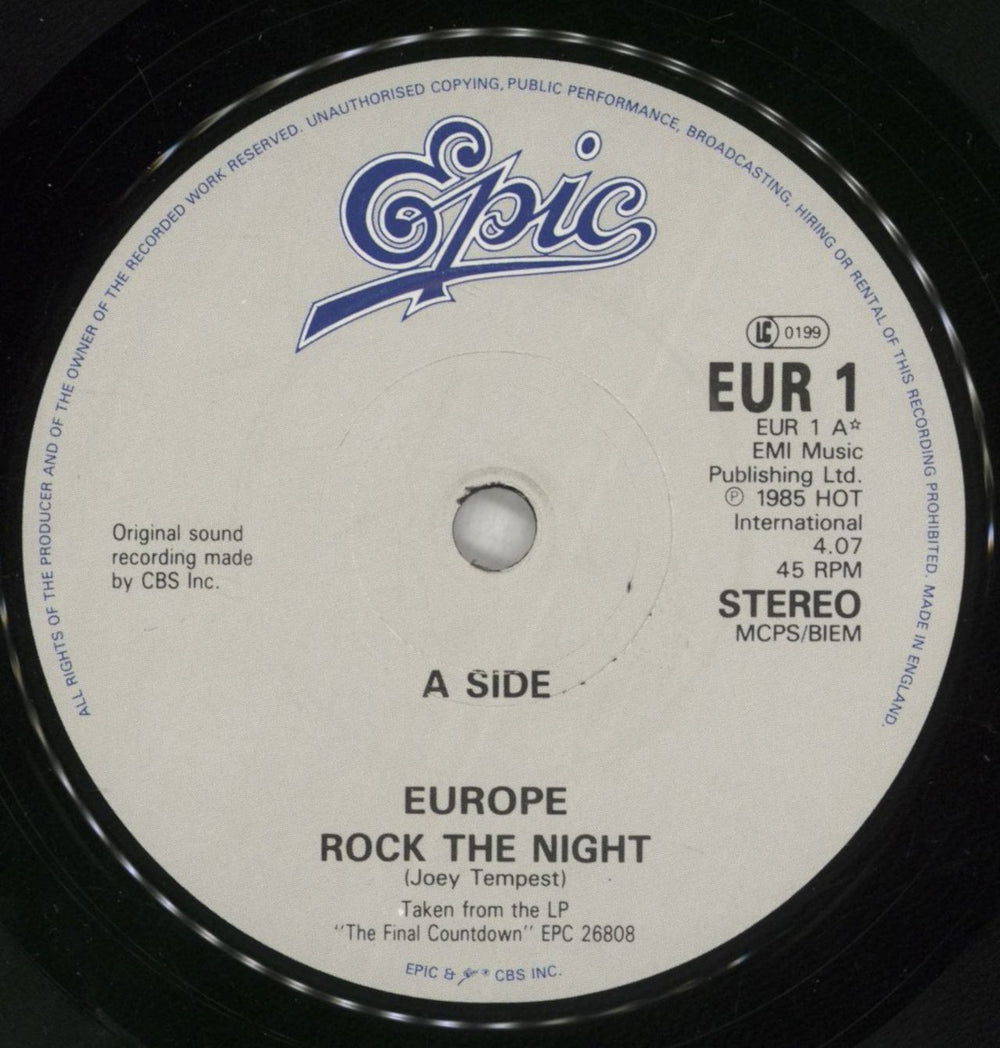 ALL RIGHTS OF THE PRODUCER AND OF THE OWNER OF THE RECORDED WORK RESERVED. UNAUTHORISED COPYING, PUBLIC PERFORMANCE, BROADCASTING, HIRING OR RENTAL OF THIS RECORDING PROHIBITED. MADE IN ENGLAND.
Epic
LC 0199
EUR 1
EUR 1 A☆
EMI Music
Publishing Ltd.
℗ 1985 HOT
International
4.07
45 RPM
STEREO
MCPS/BIEM
Original sound
recording made
by CBS Inc.
A SIDE
EUROPE
ROCK THE NIGHT
(Joey Tempest)
Taken from the LP
"The Final Countdown" EPC 26808
EPIC & Epic ® CBS INC.